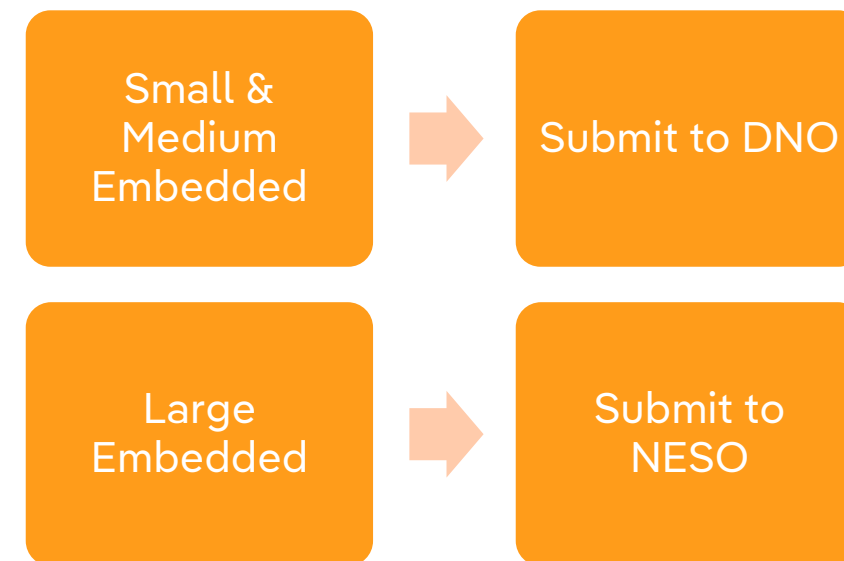 Small &
Medium
Embedded
Submit to DNO
Large
Embedded
Submit to
NESO